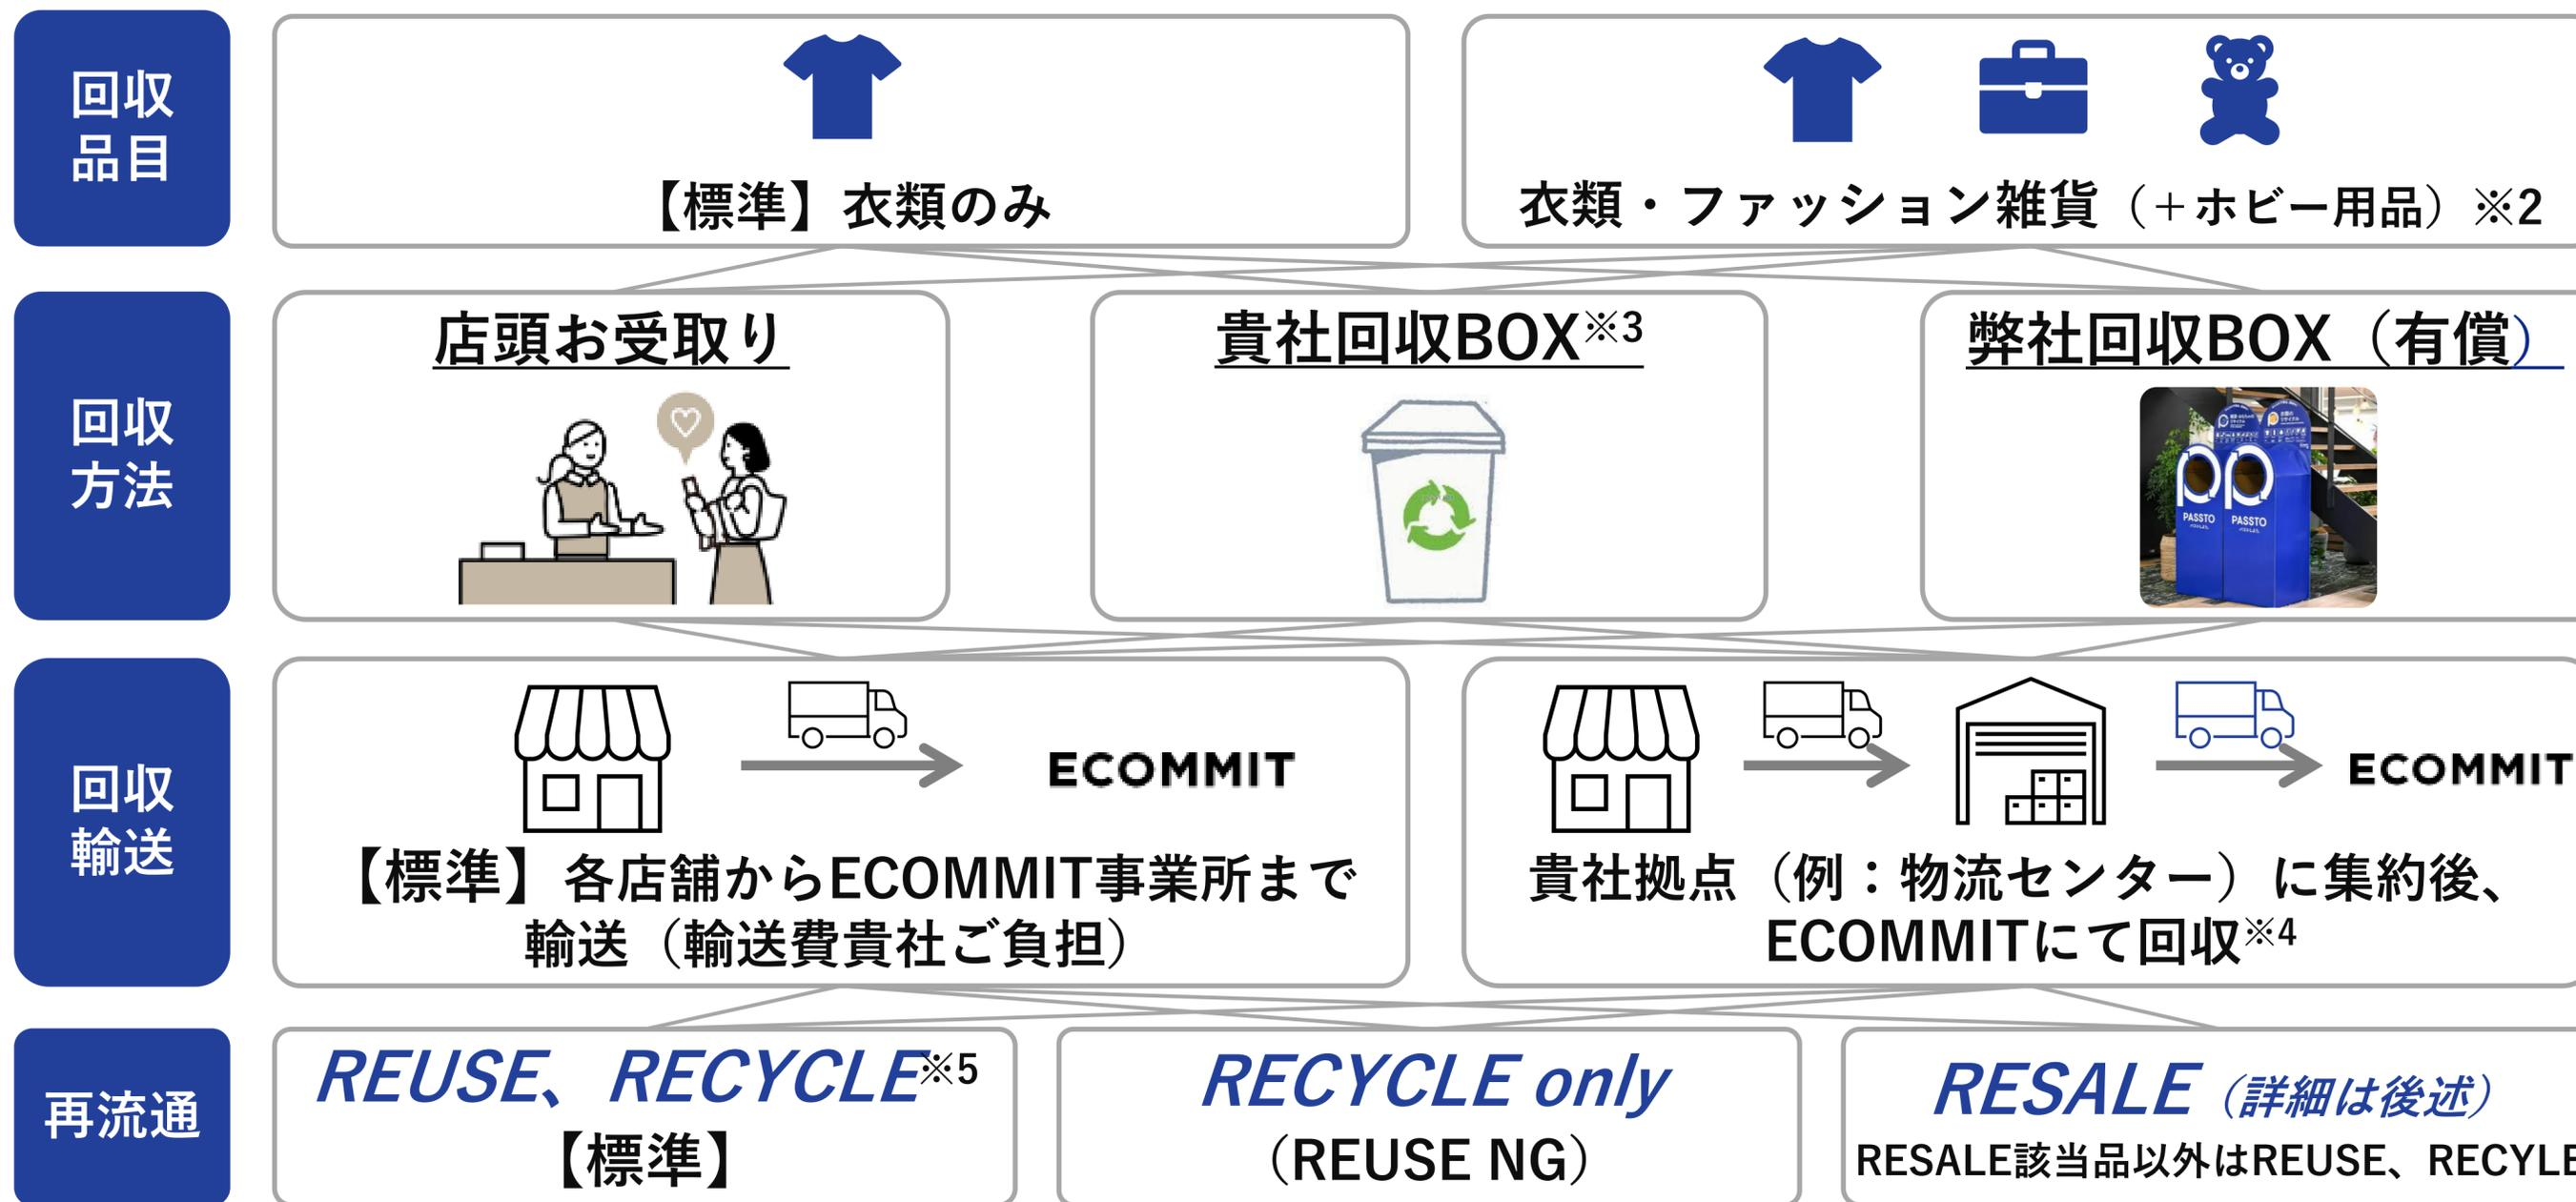 回収
品目
【標準】衣類のみ
衣類・ファッション雑貨（＋ホビー用品）※2
回収
方法
店頭お受取り
貴社回収BOX※3
弊社回収BOX（有償）
PASSTO
PASSTO
回収
輸送
ECOMMIT
【標準】各店舗からECOMMIT事業所まで
輸送（輸送費貴社ご負担）
ECOMMIT
貴社拠点（例：物流センター）に集約後、
ECOMMITにて回収※4
再流通
REUSE、RECYCLE※5
【標準】
RECYCLE only
（REUSE NG）
RESALE（詳細は後述）
RESALE該当品以外はREUSE、RECYLE